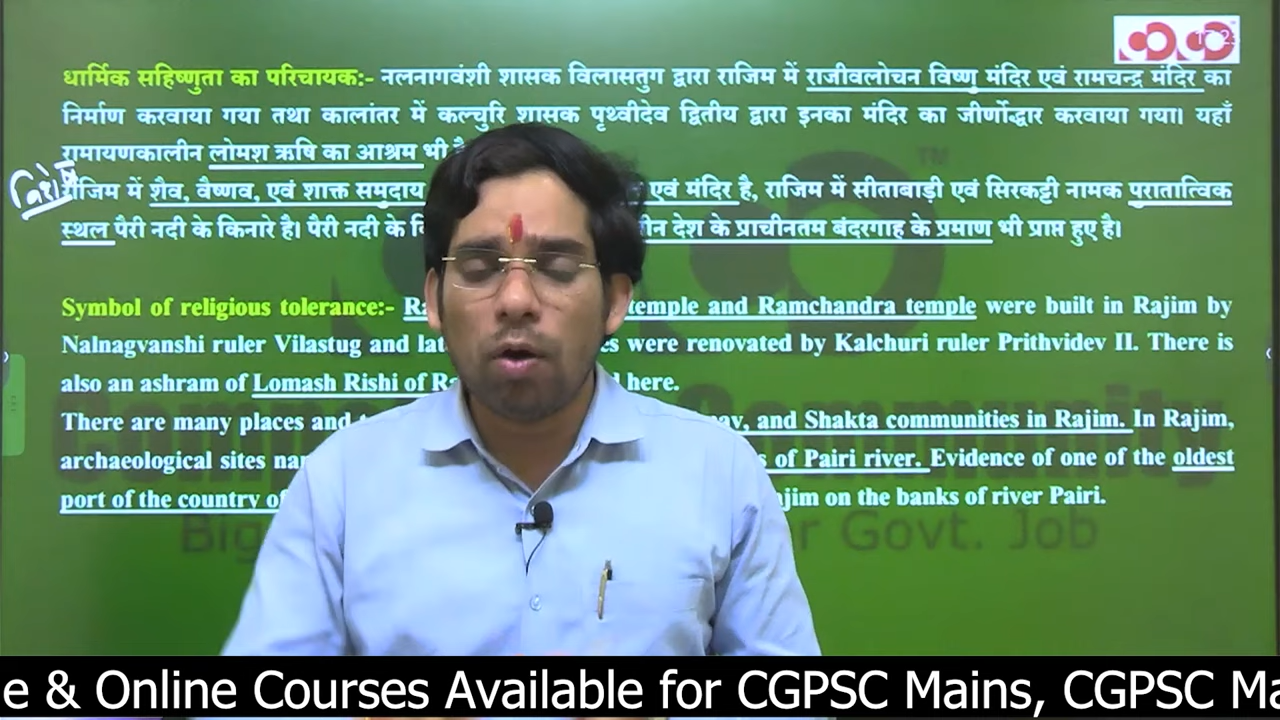 धार्मिक सहिष्णुता का परिचायक:- नलनागवंशी शासक विलासतुग द्वारा राजिम में राजीवलोचन विष्णु मंदिर एवं रामचन्द्र मंदिर का
निर्माण करवाया गया तथा कालांतर में कल्चुरि शासक पृथ्वीदेव द्वितीय द्वारा इनका मंदिर का जीर्णोद्धार करवाया गया। यहाँ
रामायणकालीन लोमश ऋषि का आश्रम भी
राजिम में शैव, वैष्णव, एवं शाक्त समुदाय एवं मंदिर है, राजिम में सीताबाड़ी एवं सिरकट्टी नामक पुरातात्विक
स्थल पैरी नदी के किनारे है। पैरी नदी के देश के प्राचीनतम बंदरगाह के प्रमाण भी प्राप्त हुए है।
Symbol of religious tolerance:- temple and Ramchandra temple were built in Rajim by
Nalnagvanshi ruler Vilastug and were renovated by Kalchuri ruler Prithvidev II. There is
also an ashram of Lomash Rishi of here.
There are many places and and Shakta communities in Rajim. In Rajim,
archaeological sites of Pairi river. Evidence of one of the oldest
port of the country on the banks of river Pairi.
Govt. Job
e & Online Courses Available for CGPSC Mains, CGPSC Ma